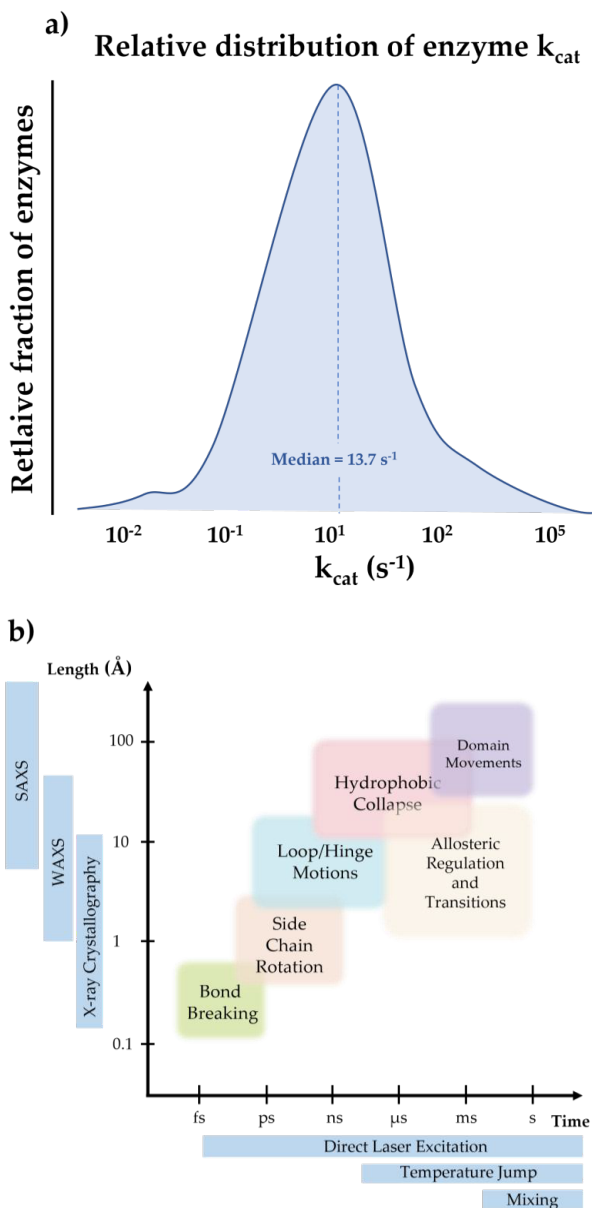 a)
Relative distribution of enzyme kcat
Retlaive fraction of enzymes
Median = 13.7 s-1
10-2 10-1 101 102 105
kcat (s-1)
b)
Length (Å)
SAXS
WAXS
X-ray Crystallography
100
10
1
0.1
Domain
Movements
Hydrophobic
Collapse
Loop/Hinge
Motions
Allosteric
Regulation
and
Transitions
Side
Chain
Rotation
Bond
Breaking
fs ps ns µs ms s Time
Direct Laser Excitation
Temperature Jump
Mixing